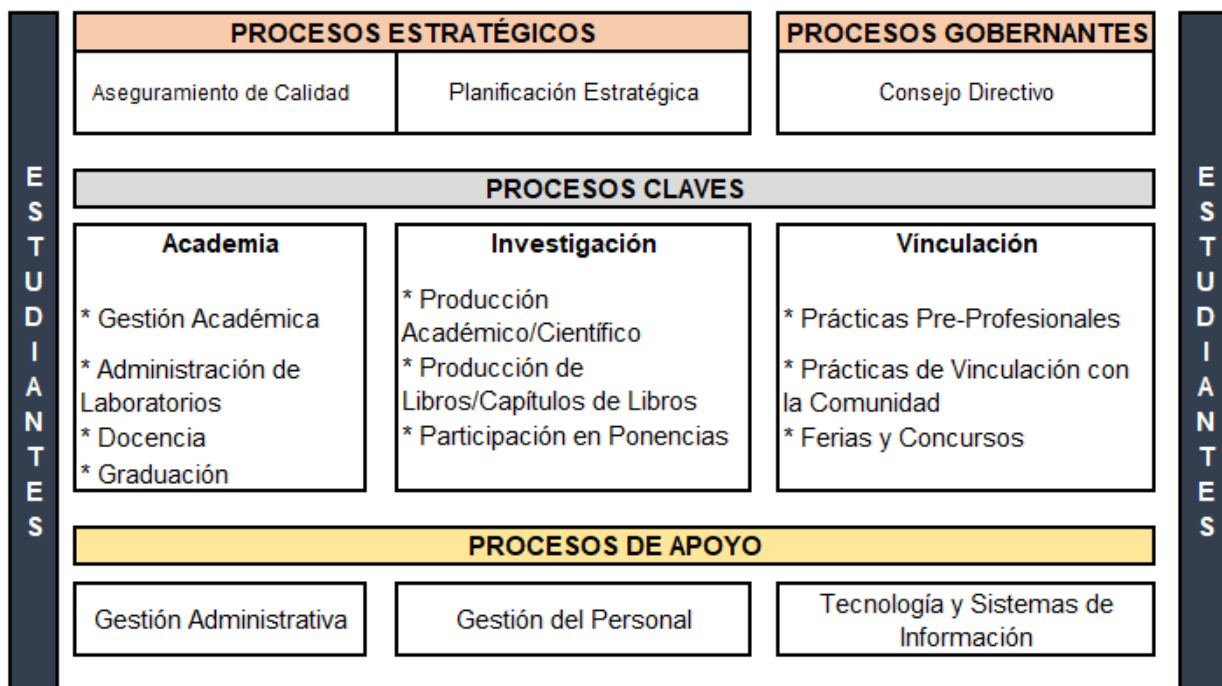 ESTUDIANTES
PROCESOS ESTRATÉGICOS
Aseguramiento de Calidad
Planificación Estratégica
PROCESOS GOBERNANTES
Consejo Directivo
PROCESOS CLAVES
Academia
* Gestión Académica
* Administración de
Laboratorios
* Docencia
* Graduación
Investigación
* Producción
Académico/Científico
* Producción de
Libros/Capítulos de Libros
* Participación en Ponencias
Vínculación
* Prácticas Pre-Profesionales
* Prácticas de Vinculación con
la Comunidad
* Ferias y Concursos
PROCESOS DE APOYO
Gestión Administrativa
Gestión del Personal
Tecnología y Sistemas de
Información
ESTUDIANTES